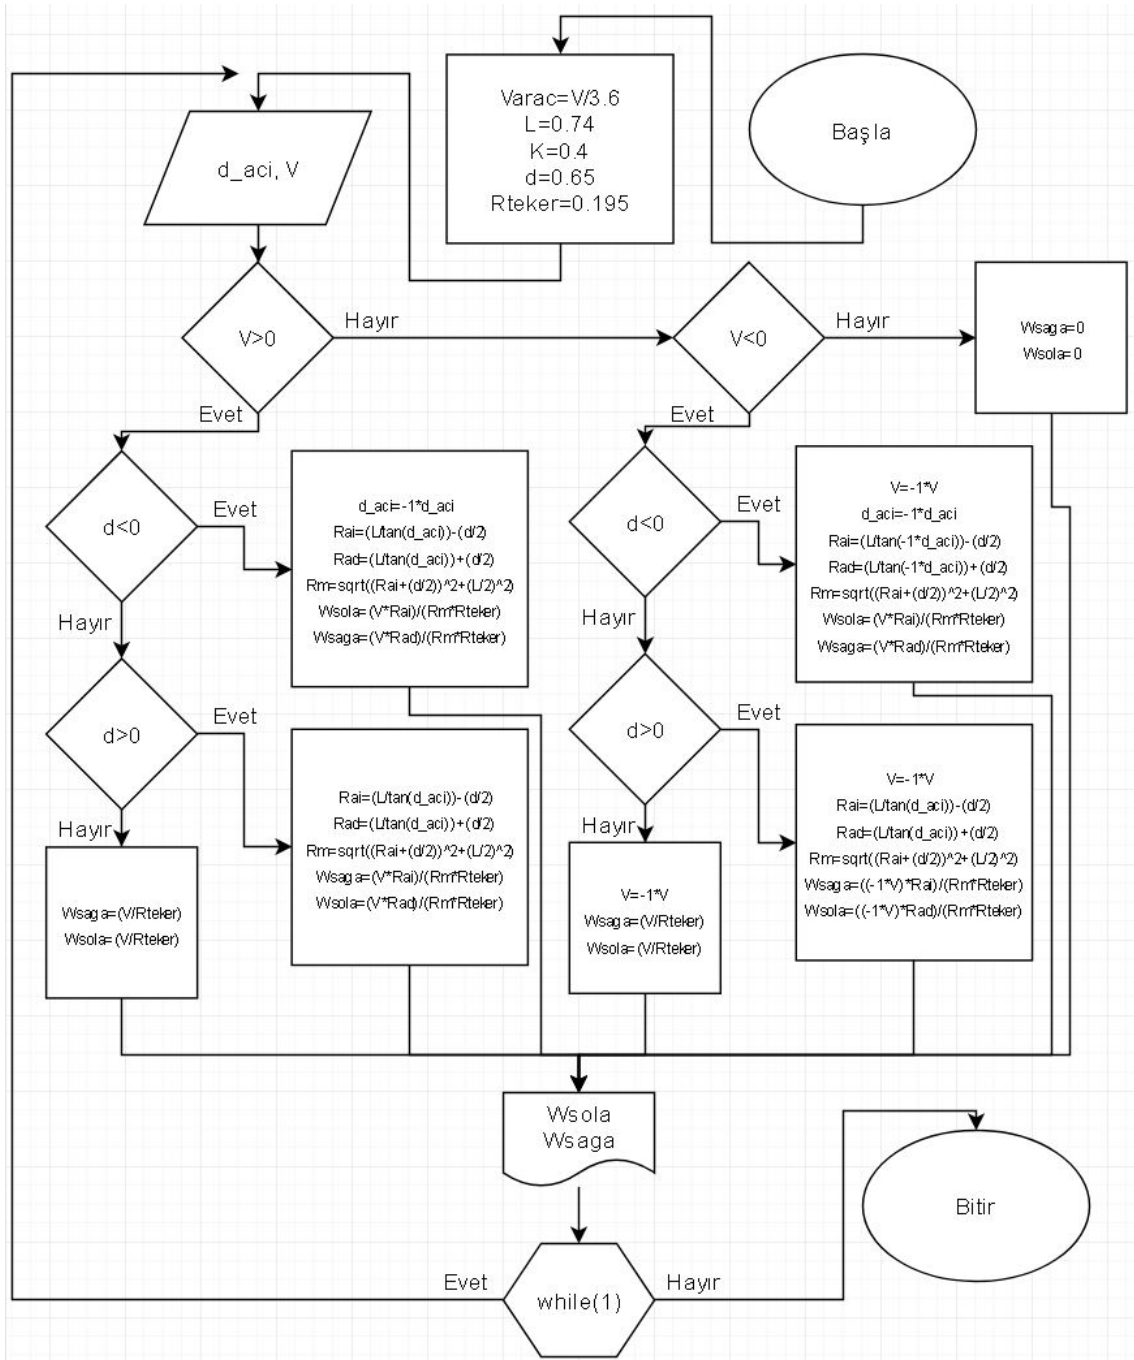 Başla
Varac=V/3.6
L=0.74
K=0.4
d=0.65
Rteker=0.195
d_aci, V
V>0
Hayır
V<0
Hayır
Wsaga=0
Wsola=0
Evet
Evet
d<0
Evet
d_aci=-1*d_aci
Rai=(L/tan(d_aci))-(d/2)
Rad=(L/tan(d_aci))+(d/2)
Rm=sqrt((Rai+(d/2))^2+(L/2)^2)
Wsola=(V*Rai)/(Rm*Rteker)
Wsaga=(V*Rad)/(Rm*Rteker)
d<0
Evet
V=-1*V
d_aci=-1*d_aci
Rai=(L/tan(-1*d_aci))-(d/2)
Rad=(L/tan(-1*d_aci))+(d/2)
Rm=sqrt((Rai+(d/2))^2+(L/2)^2)
Wsola=(V*Rai)/(Rm*Rteker)
Wsaga=(V*Rad)/(Rm*Rteker)
Hayır
Hayır
d>0
Evet
Rai=(L/tan(d_aci))-(d/2)
Rad=(L/tan(d_aci))+(d/2)
Rm=sqrt((Rai+(d/2))^2+(L/2)^2)
Wsaga=(V*Rai)/(Rm*Rteker)
Wsola=(V*Rad)/(Rm*Rteker)
d>0
Evet
V=-1*V
Rai=(L/tan(d_aci))-(d/2)
Rad=(L/tan(d_aci))+(d/2)
Rm=sqrt((Rai+(d/2))^2+(L/2)^2)
Wsaga=((-1*V)*Rai)/(Rm*Rteker)
Wsola=((-1*V)*Rad)/(Rm*Rteker)
Hayır
Wsaga=(V/Rteker)
Wsola=(V/Rteker)
Hayır
V=-1*V
Wsaga=(V/Rteker)
Wsola=(V/Rteker)
Wsola
Wsaga
while(1)
Evet
Hayır
Bitir